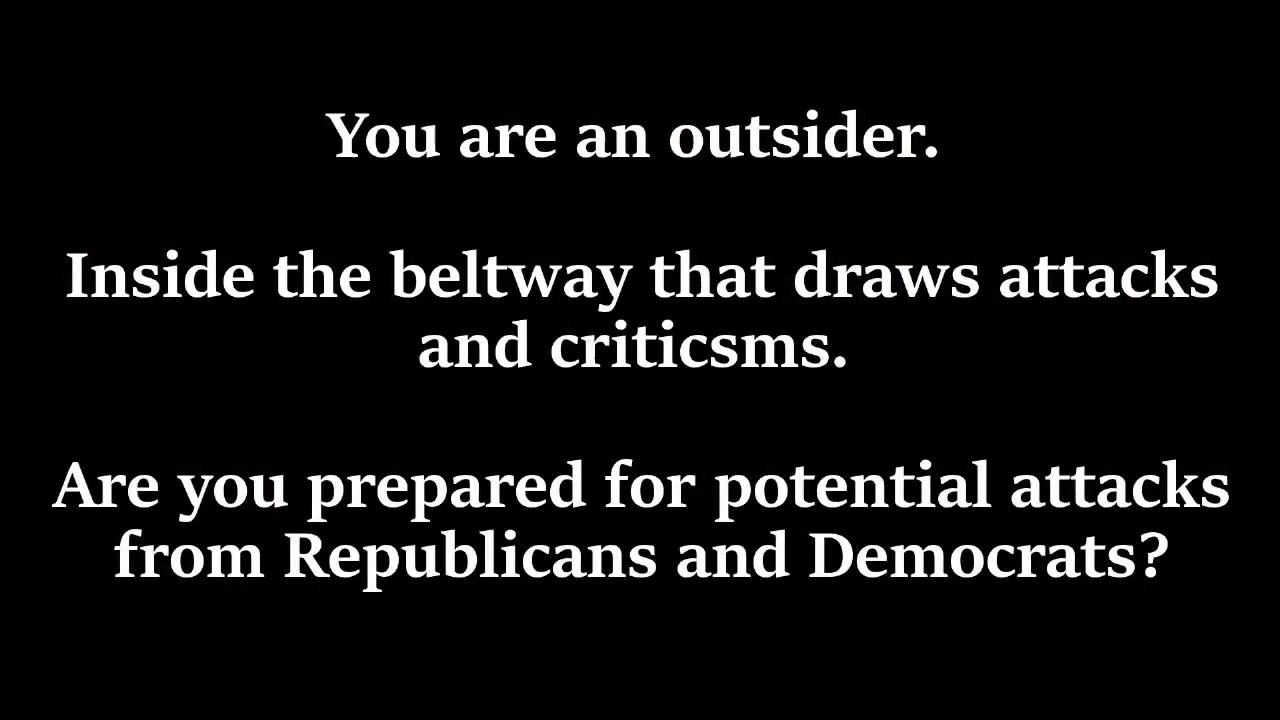 You are an outsider.
Inside the beltway that draws attacks
and criticsms.
Are you prepared for potential attacks
from Republicans and Democrats?